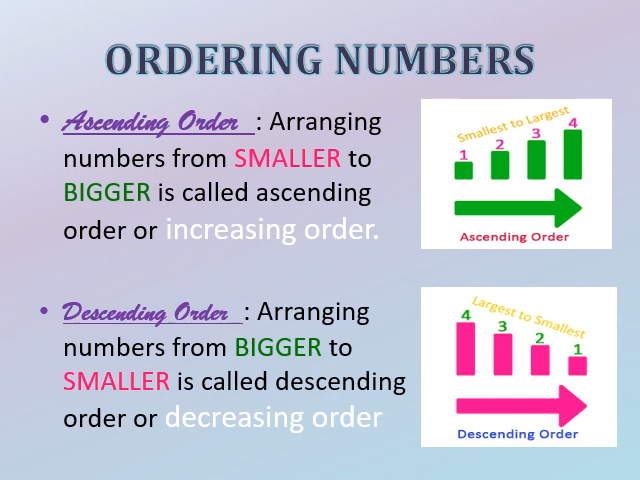 ORDERING NUMBERS
• Ascending Order : Arranging
numbers from SMALLER to
BIGGER is called ascending
order or increasing order.
Smallest to Largest
1 2 3 4
Ascending Order
• Descending Order : Arranging
numbers from BIGGER to
SMALLER is called descending
order or decreasing order
Largest to Smallest
4 3 2 1
Descending Order